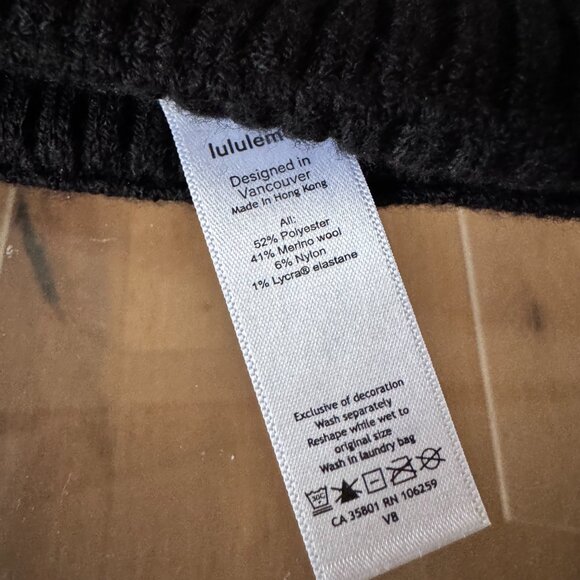 lululem
Designed in
Vancouver
Made in Hong Kong
All:
52% Polyester
41% Merino wool
6% Nylon
1% Lycra® elastane
Exclusive of decoration
Wash separately
Reshape while wet to
original size
Wash in laundry bag
30C
CA 35801 RN 106259
VB